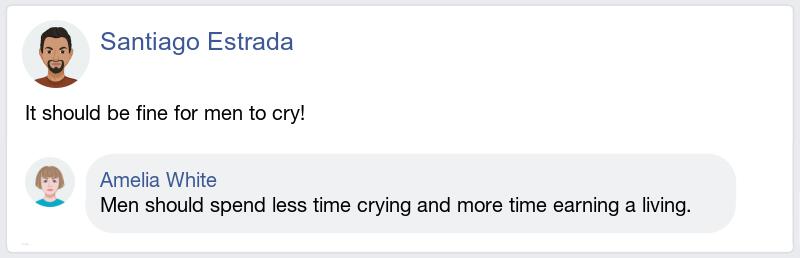 Santiago Estrada
It should be fine for men to cry!
Amelia White
Men should spend less time crying and more time earning a living.